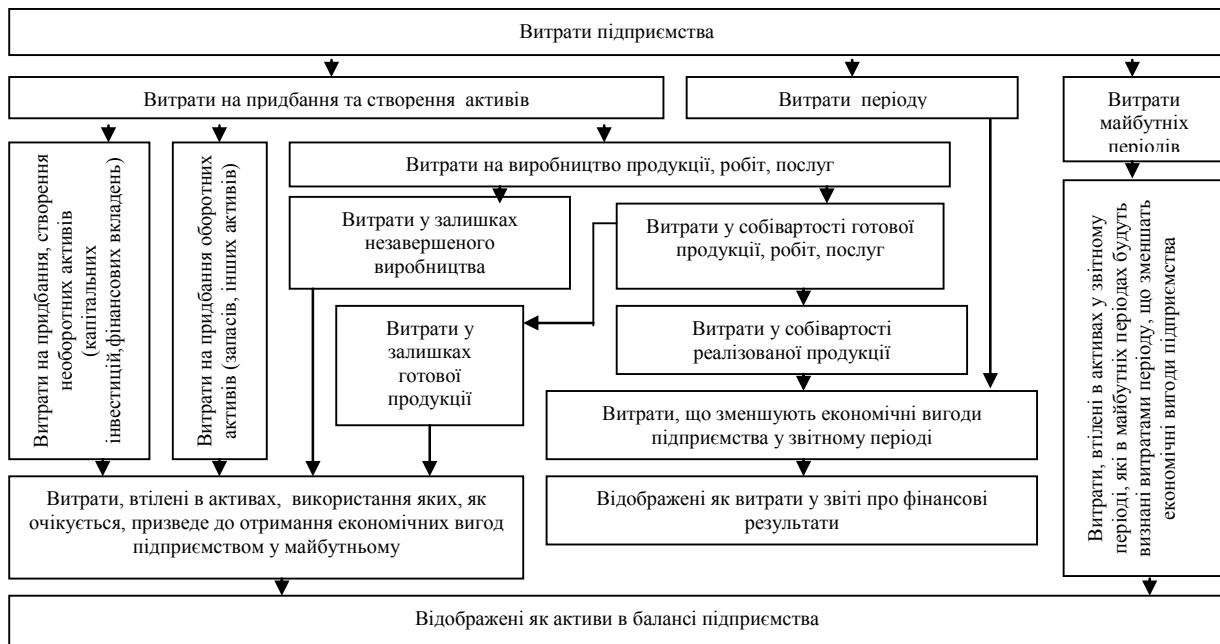 Витрати підприємства
Витрати на придбання та створення активів
Витрати періоду
Витрати
майбутніх
періодів
Витрати на придбання, створення
необоротних активів
(капітальних
інвестицій,фінансових вкладень)
Витрати на придбання оборотних
активів (запасів, інших активів)
Витрати на виробництво продукції, робіт, послуг
Витрати у залишках
незавершеного
виробництва
Витрати у собівартості готової
продукції, робіт, послуг
Витрати у
залишках
готової
продукції
Витрати у собівартості
реалізованої продукції
Витрати, що зменшують економічні вигоди
підприємства у звітному періоді
Витрати, втілені в активах у звітному
періоді, які в майбутніх періодах будуть
визнані витратами періоду, що зменшать
економічні вигоди підприємства
Витрати, втілені в активах, використання яких, як
очікується, призведе до отримання економічних вигод
підприємством у майбутньому
Відображені як витрати у звіті про фінансові
результати
Відображені як активи в балансі підприємства